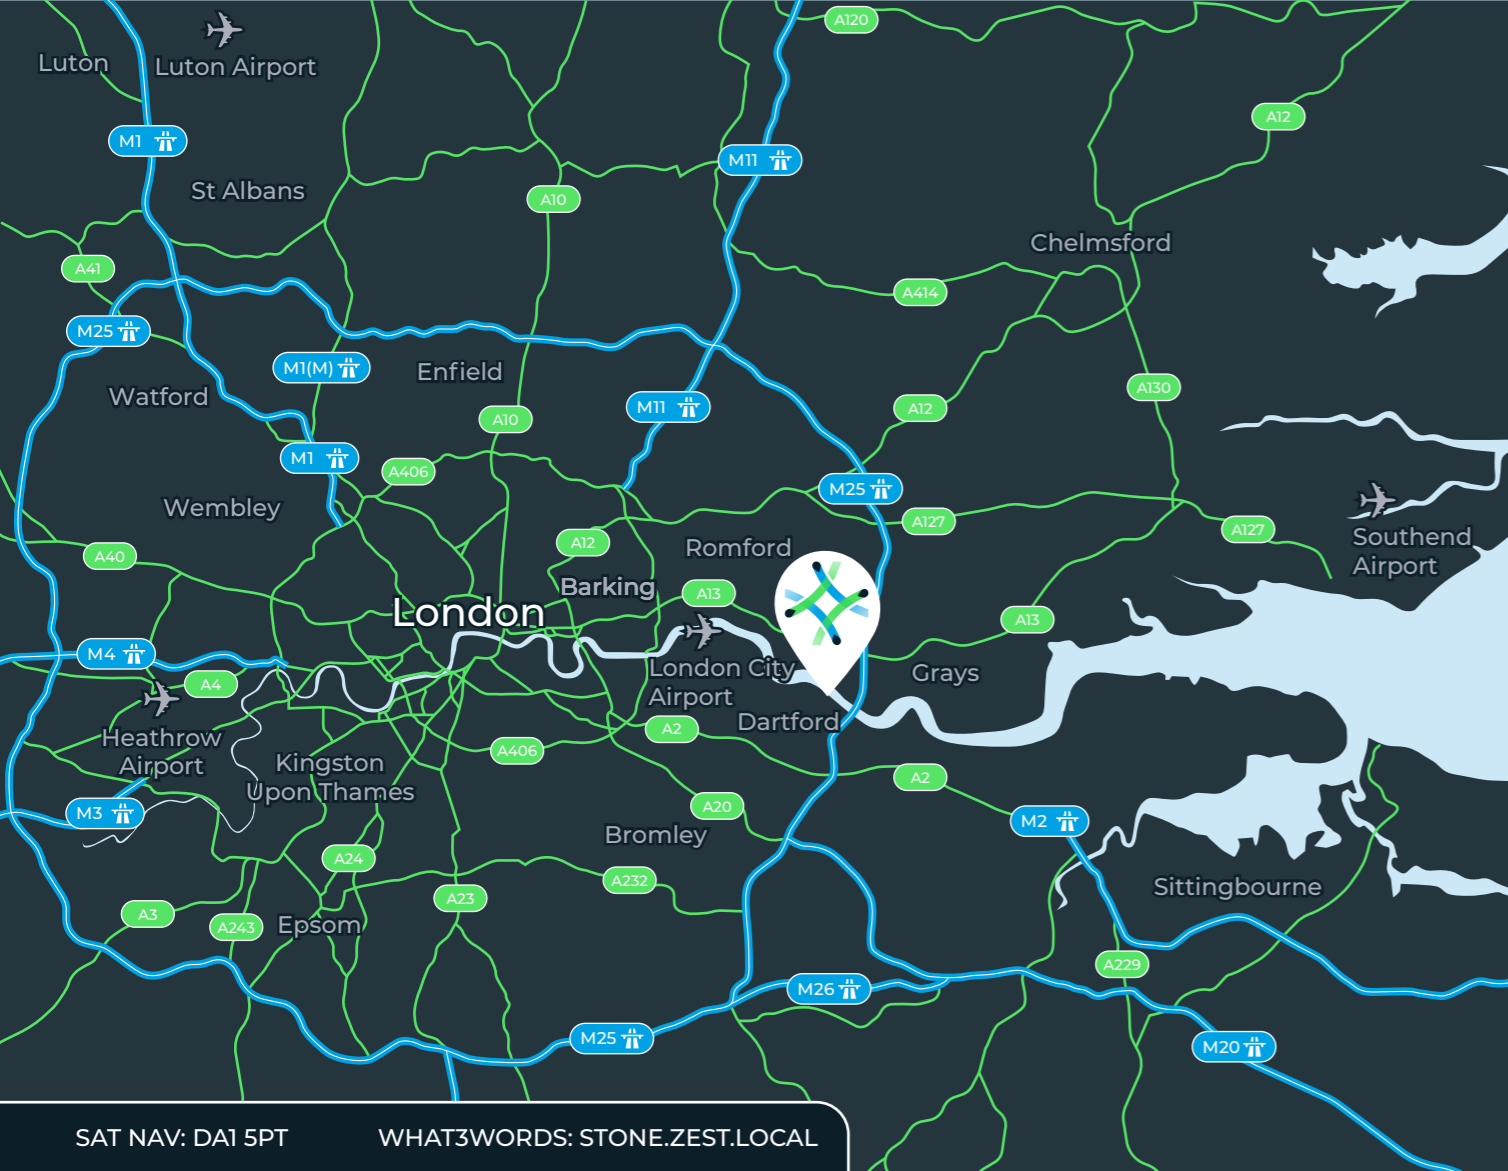 A120
Luton
Luton Airport
A12
M1
M11
St Albans
A10
Chelmsford
A41
A414
M25
M1(M)
Enfield
A130
Watford
M11
A12
A10
M1
A406
M25
Wembley
A127
A127
Southend
Airport
A12
Romford
A40
Barking
A13
London
A13
M4
London City
Airport
Grays
A4
Dartford
A2
Heathrow
Airport
A406
Kingston
Upon Thames
A2
A20
M3
M2
Bromley
A24
A232
Sittingbourne
A23
A3
A243
Epsom
A229
M26
M25
M20
SAT NAV: DA1 5PT
WHAT3WORDS: STONE.ZEST.LOCAL